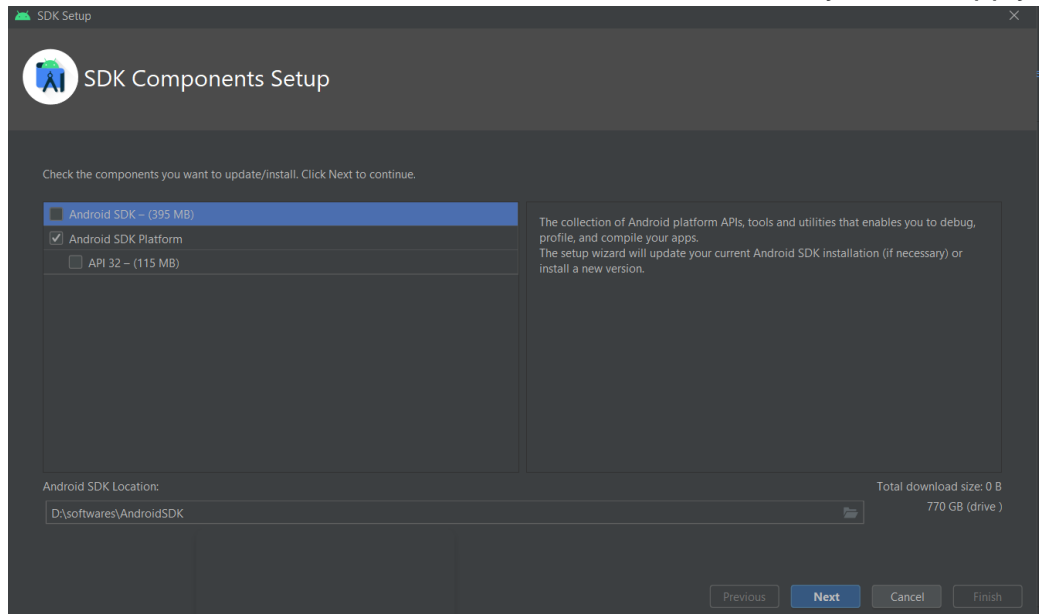 SDK Setup
SDK Components Setup
Check the components you want to update/install. Click Next to continue.
Android SDK – (395 MB)
Android SDK Platform
API 32 – (115 MB)
The collection of Android platform APIs, tools and utilities that enables you to debug,
profile, and compile your apps.
The setup wizard will update your current Android SDK installation (if necessary) or
install a new version.
Android SDK Location:
Total download size: 0 B
D:\softwares\AndroidSDK
770 GB (drive )
Previous
Next
Cancel
Finish